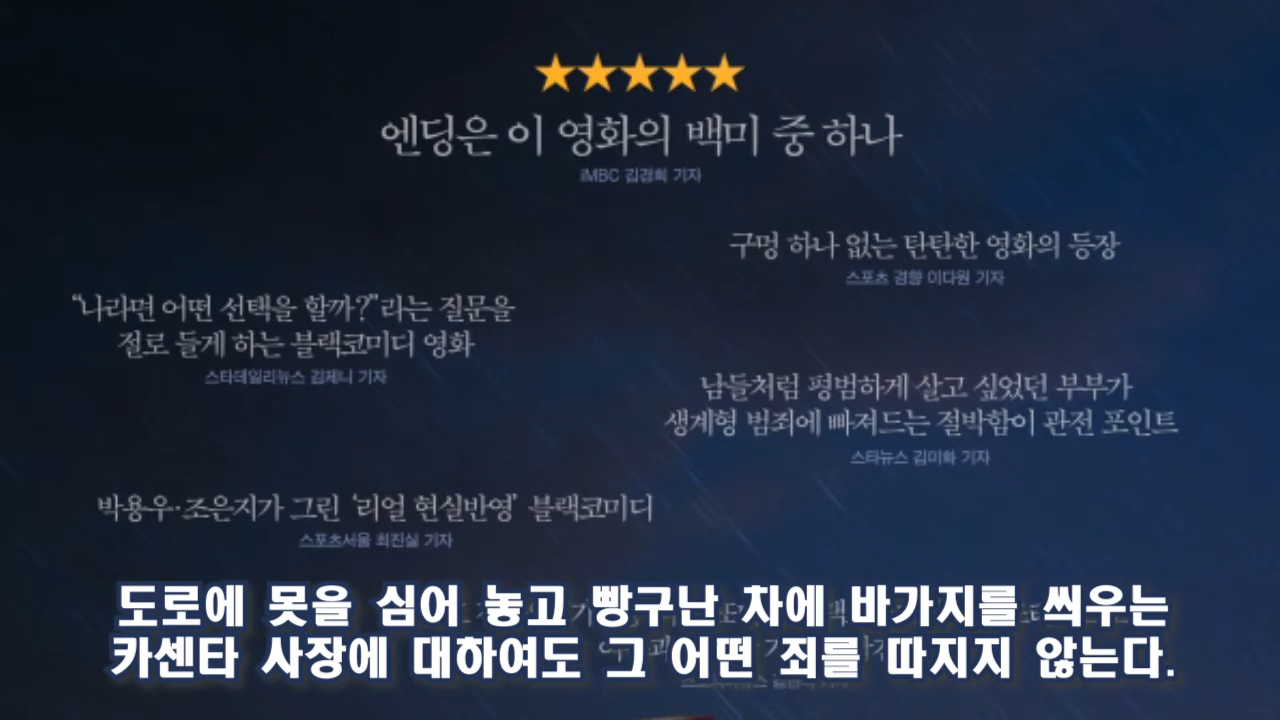 ★★★★★
엔딩은 이 영화의 백미 중 하나
iMBC 김경희 기자
구멍 하나 없는 탄탄한 영화의 등장
스포츠 경향 이다원 기자
“나라면 어떤 선택을 할까?”라는 질문을
절로 들게 하는 블랙코미디 영화
스타데일리뉴스 김제니 기자
남들처럼 평범하게 살고 싶었던 부부가
생계형 범죄에 빠져드는 절박함이 관전 포인트
스타뉴스 김미화 기자
박용우·조은지가 그린 ‘리얼 현실반영’ 블랙코미디
스포츠서울 최진실 기자
도로에 못을 심어 놓고 빵구난 차에 바가지를 씌우는
카센타 사장에 대하여도 그 어떤 죄를 따지지 않는다.